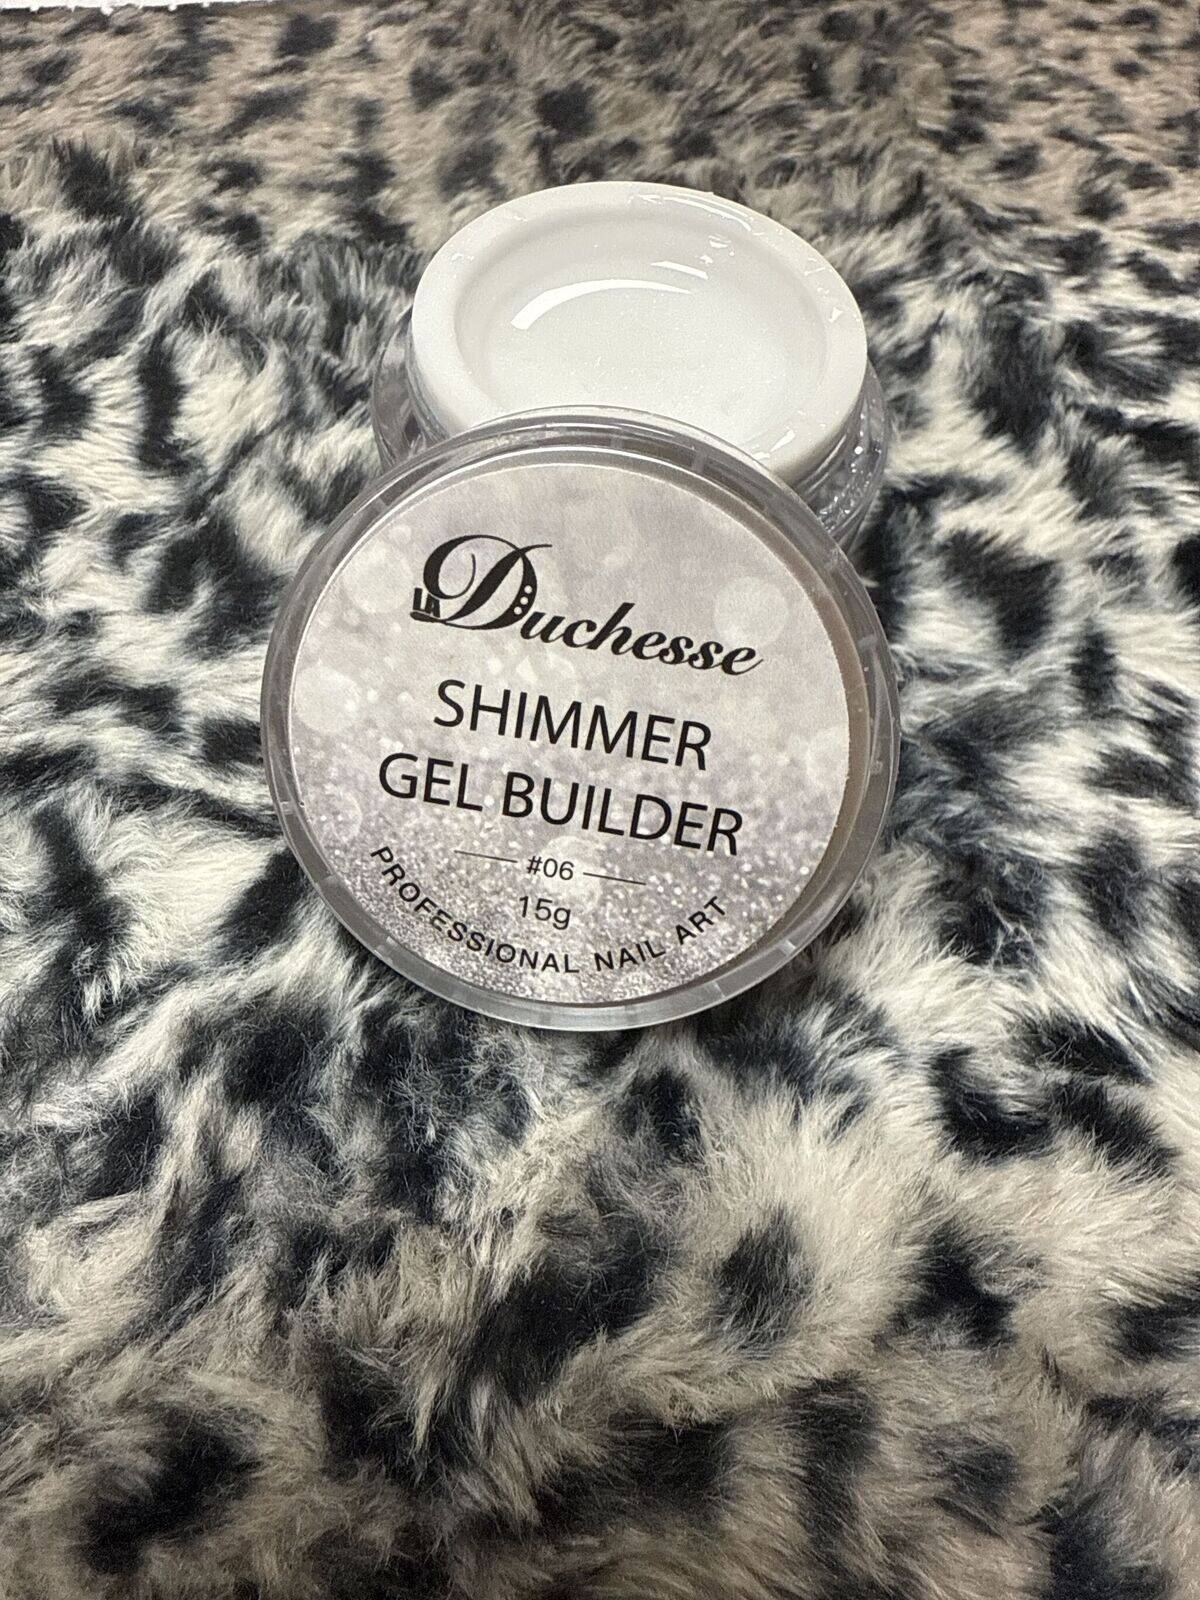 LA Duchesse
SHIMMER
GEL BUILDER
#06
15g
PROFESSIONAL NAIL ART